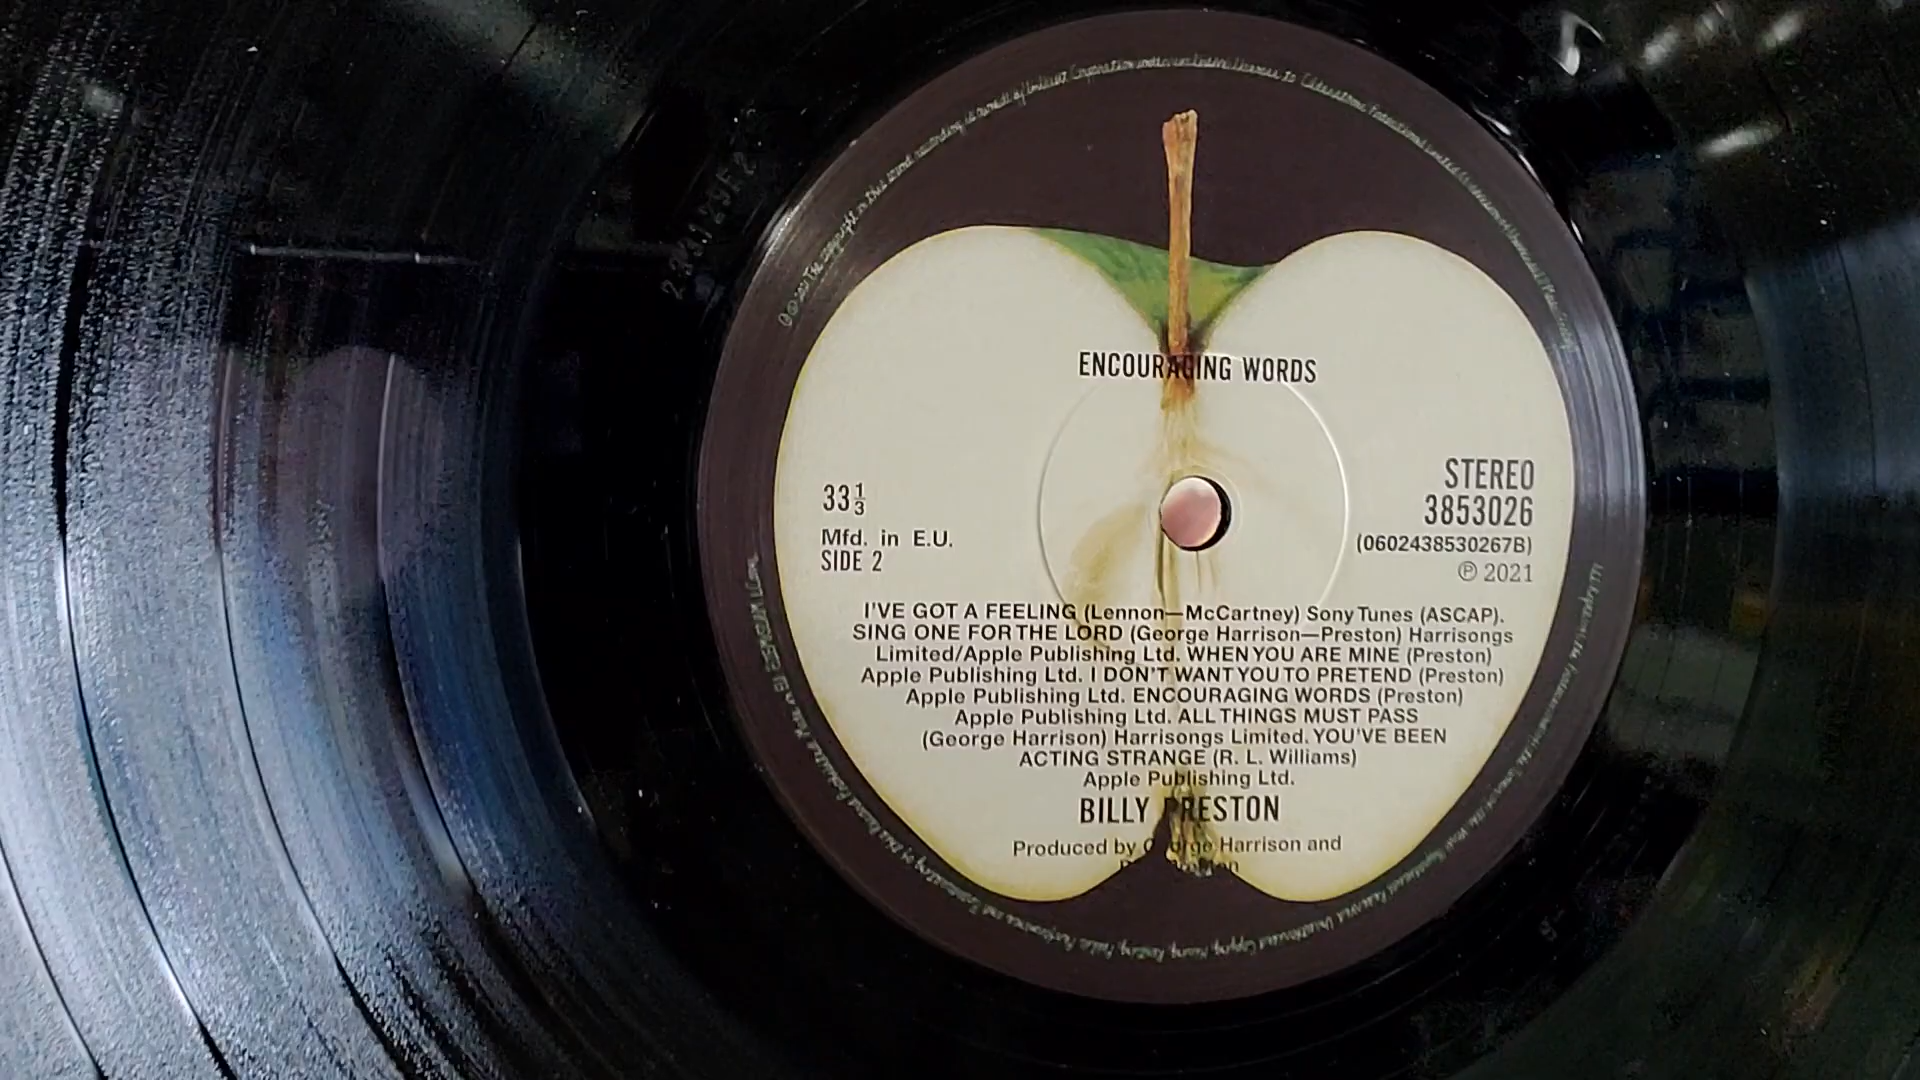 ENCOURAGING WORDS
33 1/3
Mfd. in E.U.
SIDE 2
STEREO
3853026
(0602438530267B)
℗ 2021
I'VE GOT A FEELING (Lennon—McCartney) Sony Tunes (ASCAP).
SING ONE FOR THE LORD (George Harrison—Preston) Harrisongs
Limited/Apple Publishing Ltd. WHEN YOU ARE MINE (Preston)
Apple Publishing Ltd. I DON'T WANT YOU TO PRETEND (Preston)
Apple Publishing Ltd. ENCOURAGING WORDS (Preston)
Apple Publishing Ltd. ALL THINGS MUST PASS
(George Harrison) Harrisongs Limited. YOU'VE BEEN
ACTING STRANGE (R. L. Williams)
Apple Publishing Ltd.
BILLY PRESTON
Produced by George Harrison and